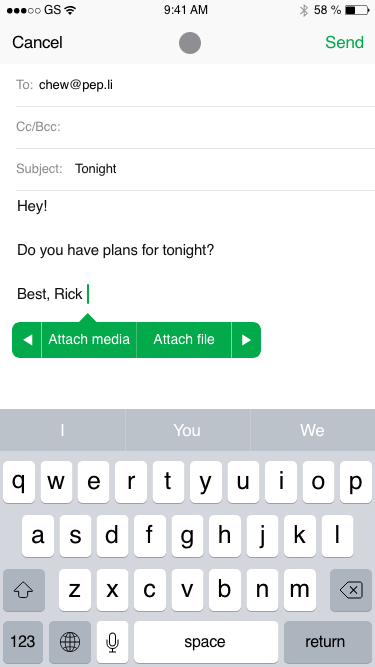 GS 9:41 AM 58 %
Cancel Send
To: chew@pep.li
Cc/Bcc:
Subject: Tonight
Hey!
Do you have plans for tonight?
Best, Rick
Attach media Attach file
I You We
q w e r t y u i o p
a s d f g h j k l
z x c v b n m
123 space return